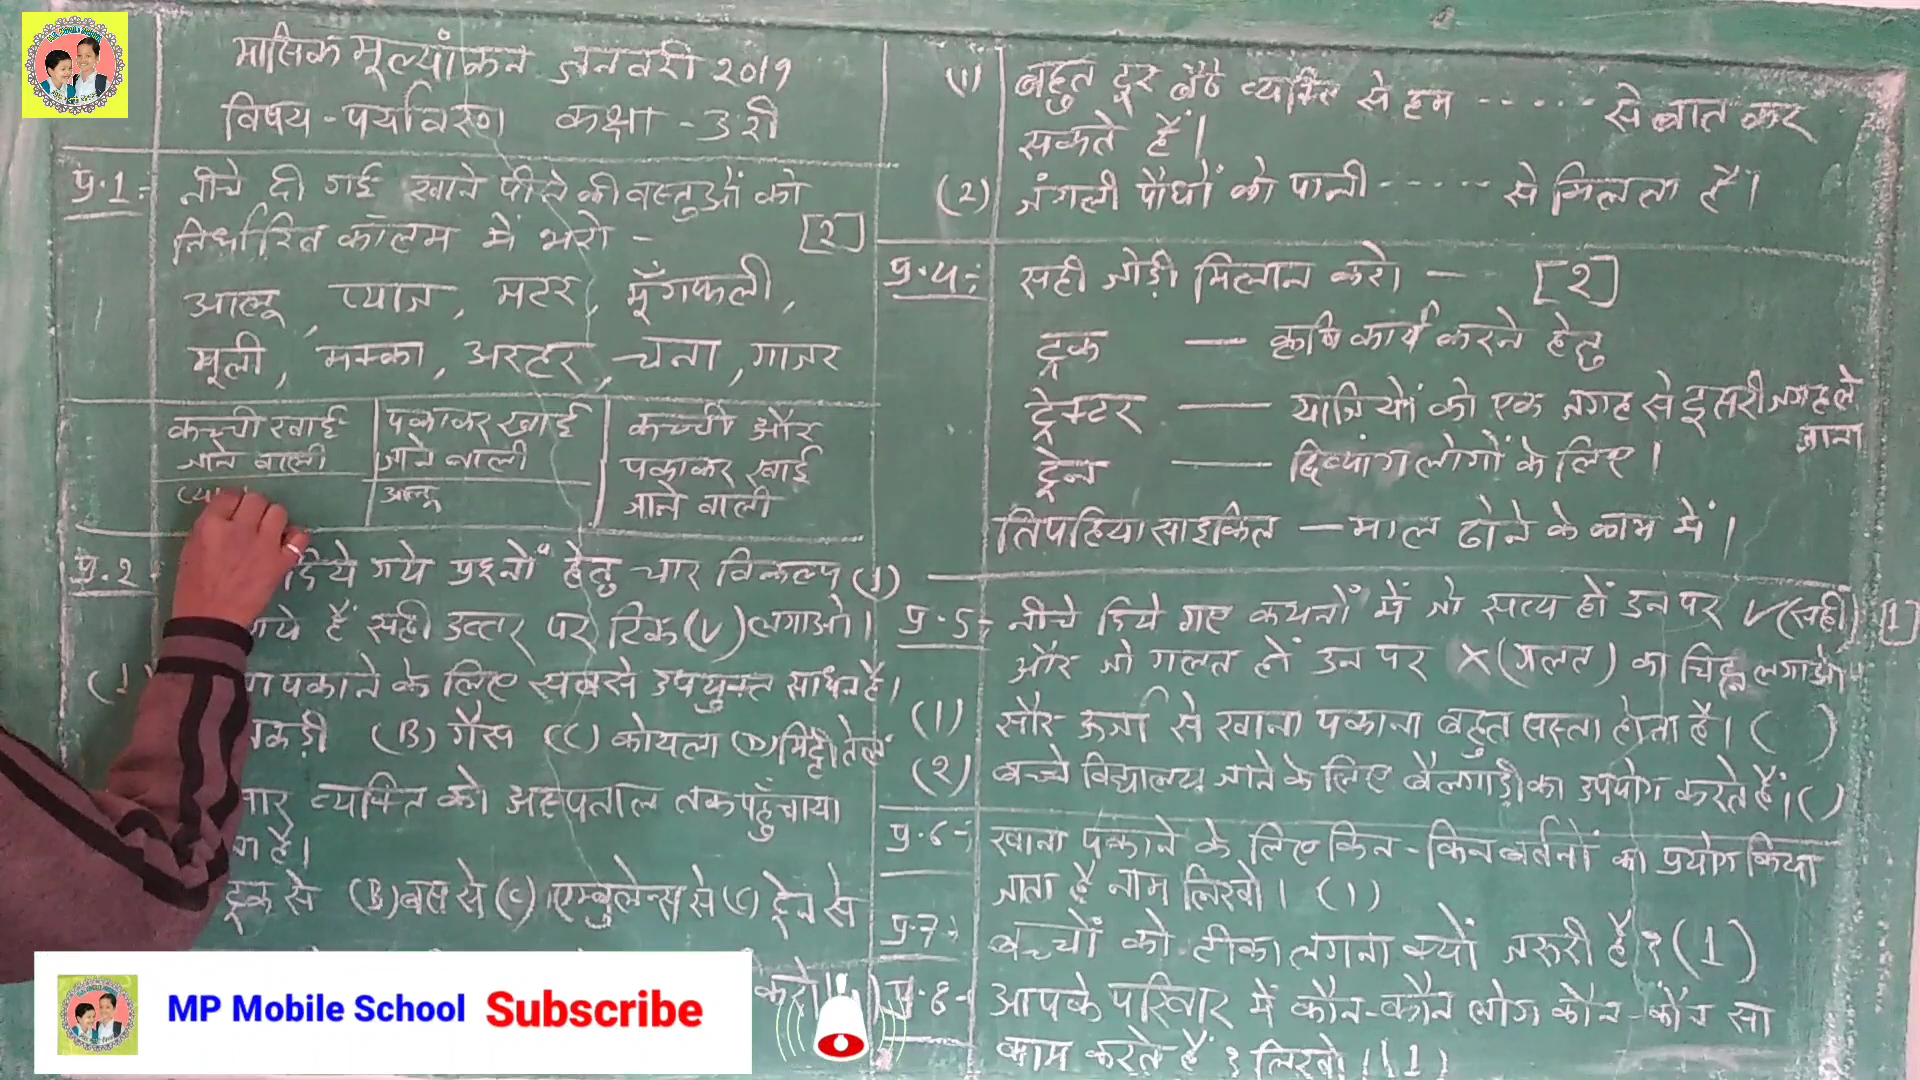 मासिक मूल्यांकन जनवरी 2019
विषय - पर्यावरण कक्षा - 3री
प्र.1:- नीचे दी गई खाने पीने की वस्तुओं को
निर्धारित कॉलम में भरो - [2]
आलू, प्याज, मटर, मूँगफली,
मूली, मक्का, अरहर, चना, गाजर
कच्ची खाई
जाने वाली
पकाकर खाई
जाने वाली
कच्ची और
पकाकर खाई
जाने वाली
आलू
प्र.2 दिये गये प्रश्नों हेतु चार विकल्प (1)
गये हैं सही उत्तर पर टिक (✓) लगाओ।
पकाने के लिए सबसे उपयुक्त साधन है।
(B) गैस (C) कोयला (D) मिट्टी तेल
व्यक्ति को अस्पताल तक पहुँचाया
है।
ट्रक से (B) बस से (C) एम्बुलेन्स से (C) ट्रेन से
करो
(1) बहुत दूर बैठे व्यक्ति से हम ------ से बात कर
सकते हैं।
(2) जंगली पौधों को पानी ----- से मिलता है।
प्र.4:- सही जोड़ी मिलान करो — [2]
ट्रक — कृषि कार्य करने हेतु
ट्रेक्टर — यात्रियों को एक जगह से दूसरी जगह ले
जाना
ट्रेन — दिव्यांग लोगों के लिए।
तिपहिया साइकिल — माल ढोने के काम में।
प्र.5- नीचे दिये गए कथनों में जो सत्य हों उन पर ✓(सही) [1]
और जो गलत हों उन पर ×(गलत) का चिह्न लगाओ
(1) सौर ऊर्जा से खाना पकाना बहुत सस्ता होता है। ( )
(2) बच्चे विद्यालय जाने के लिए बैलगाड़ी का उपयोग करते हैं। ( )
प्र.6- खाना पकाने के लिए किन-किन बर्तनों का प्रयोग किया
जाता है नाम लिखो। (1)
प्र.7- बच्चों को टीका लगना क्यों जरूरी है? (1)
प्र.8- आपके परिवार में कौन-कौन लोग कौन-कौन सा
काम करते हैं? लिखो। (1)
MP Mobile School Subscribe